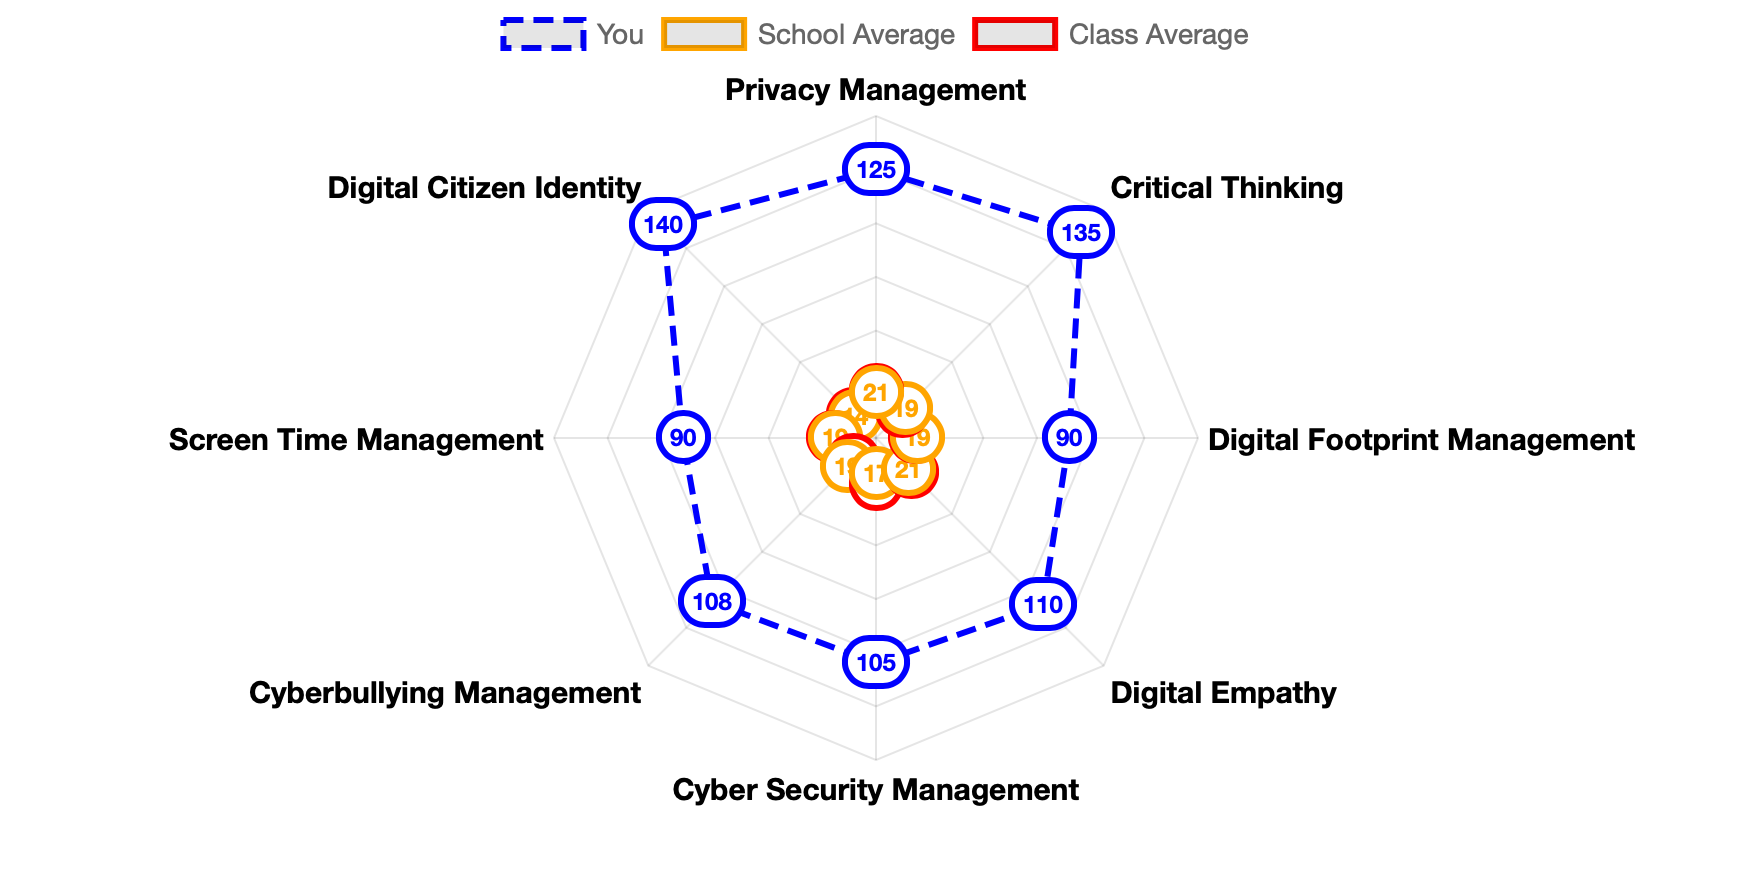 You School Average Class Average
Privacy Management
125
Digital Citizen Identity
Critical Thinking
140
135
21
19
Screen Time Management
90
19
90
Digital Footprint Management
17
21
108
110
105
Cyberbullying Management
Digital Empathy
Cyber Security Management